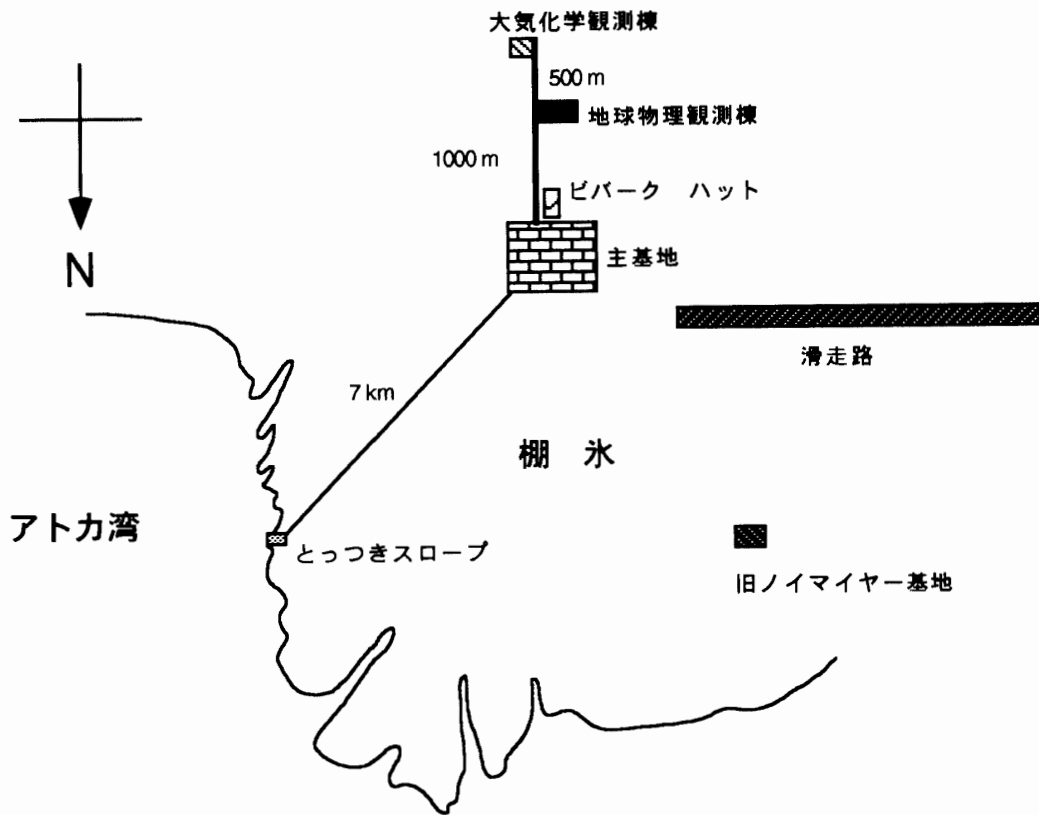 大気化学観測棟
500 m
地球物理観測棟
1000 m
ビバーク ハット
N
主基地
滑走路
7 km
棚 氷
アトカ湾
とっつきスロープ
旧ノイマイヤー基地